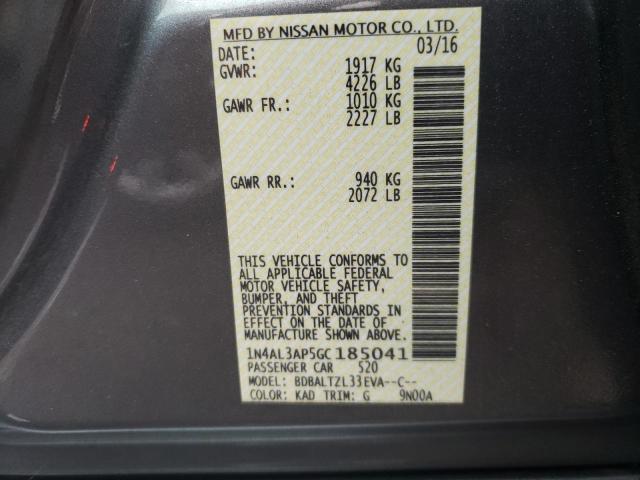 MFD BY NISSAN MOTOR CO., LTD.
DATE: 03/16
GVWR: 1917 KG
4226 LB
GAWR FR.: 1010 KG
2227 LB
GAWR RR.: 940 KG
2072 LB
THIS VEHICLE CONFORMS TO
ALL APPLICABLE FEDERAL
MOTOR VEHICLE SAFETY,
BUMPER, AND THEFT
PREVENTION STANDARDS IN
EFFECT ON THE DATE OF
MANUFACTURE SHOWN ABOVE.
1N4AL3AP5GC185041
PASSENGER CAR 520
MODEL: BDBALTZL33EVA--C--
COLOR: KAD TRIM: G 9N00A